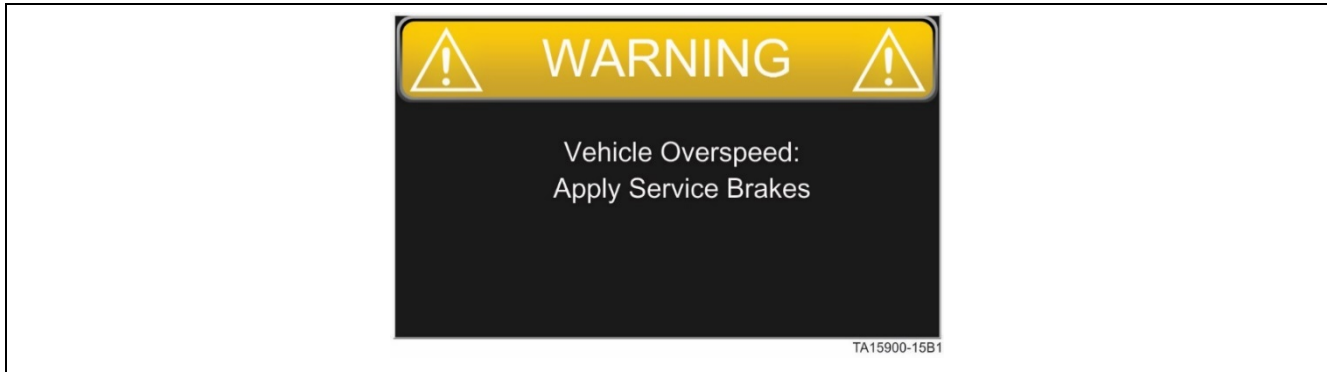 WARNING
Vehicle Overspeed:
Apply Service Brakes
TA15900-15B1